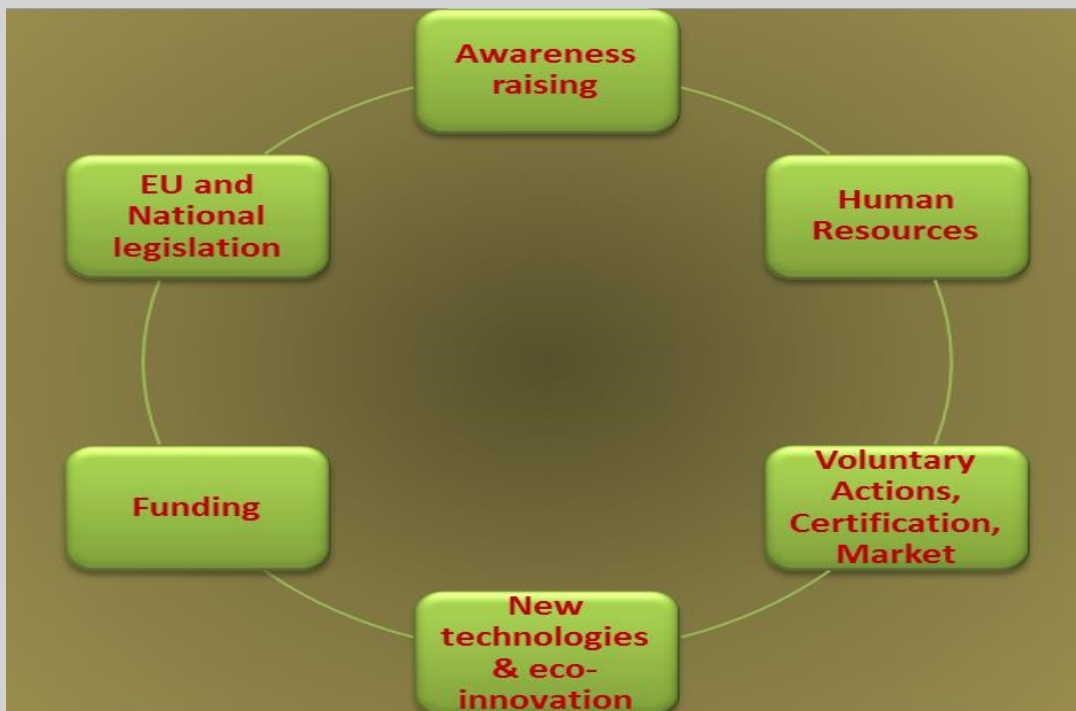 Awareness
raising
EU and
National
legislation
Human
Resources
Funding
Voluntary
Actions,
Certification,
Market
New
technologies
& eco-
innovation